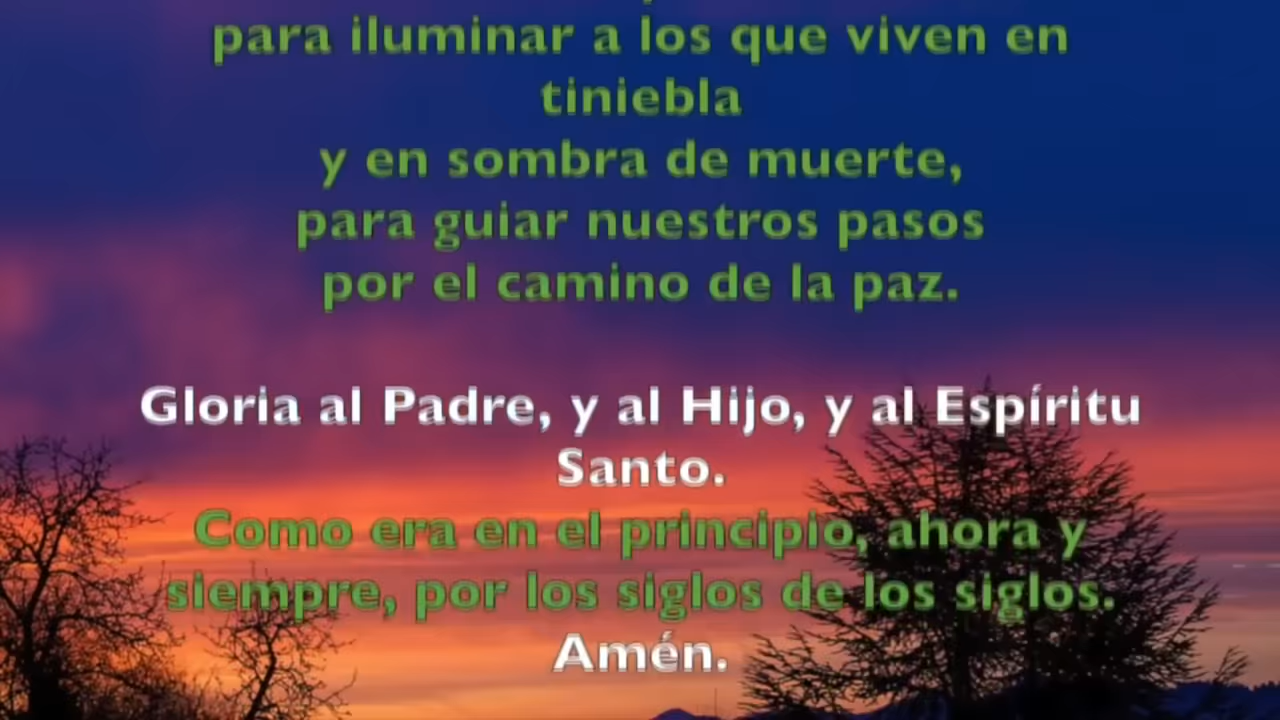 para iluminar a los que viven en
tiniebla
y en sombra de muerte,
para guiar nuestros pasos
por el camino de la paz.
Gloria al Padre, y al Hijo, y al Espíritu
Santo.
Como era en el principio, ahora y
siempre, por los siglos de los siglos.
Amén.